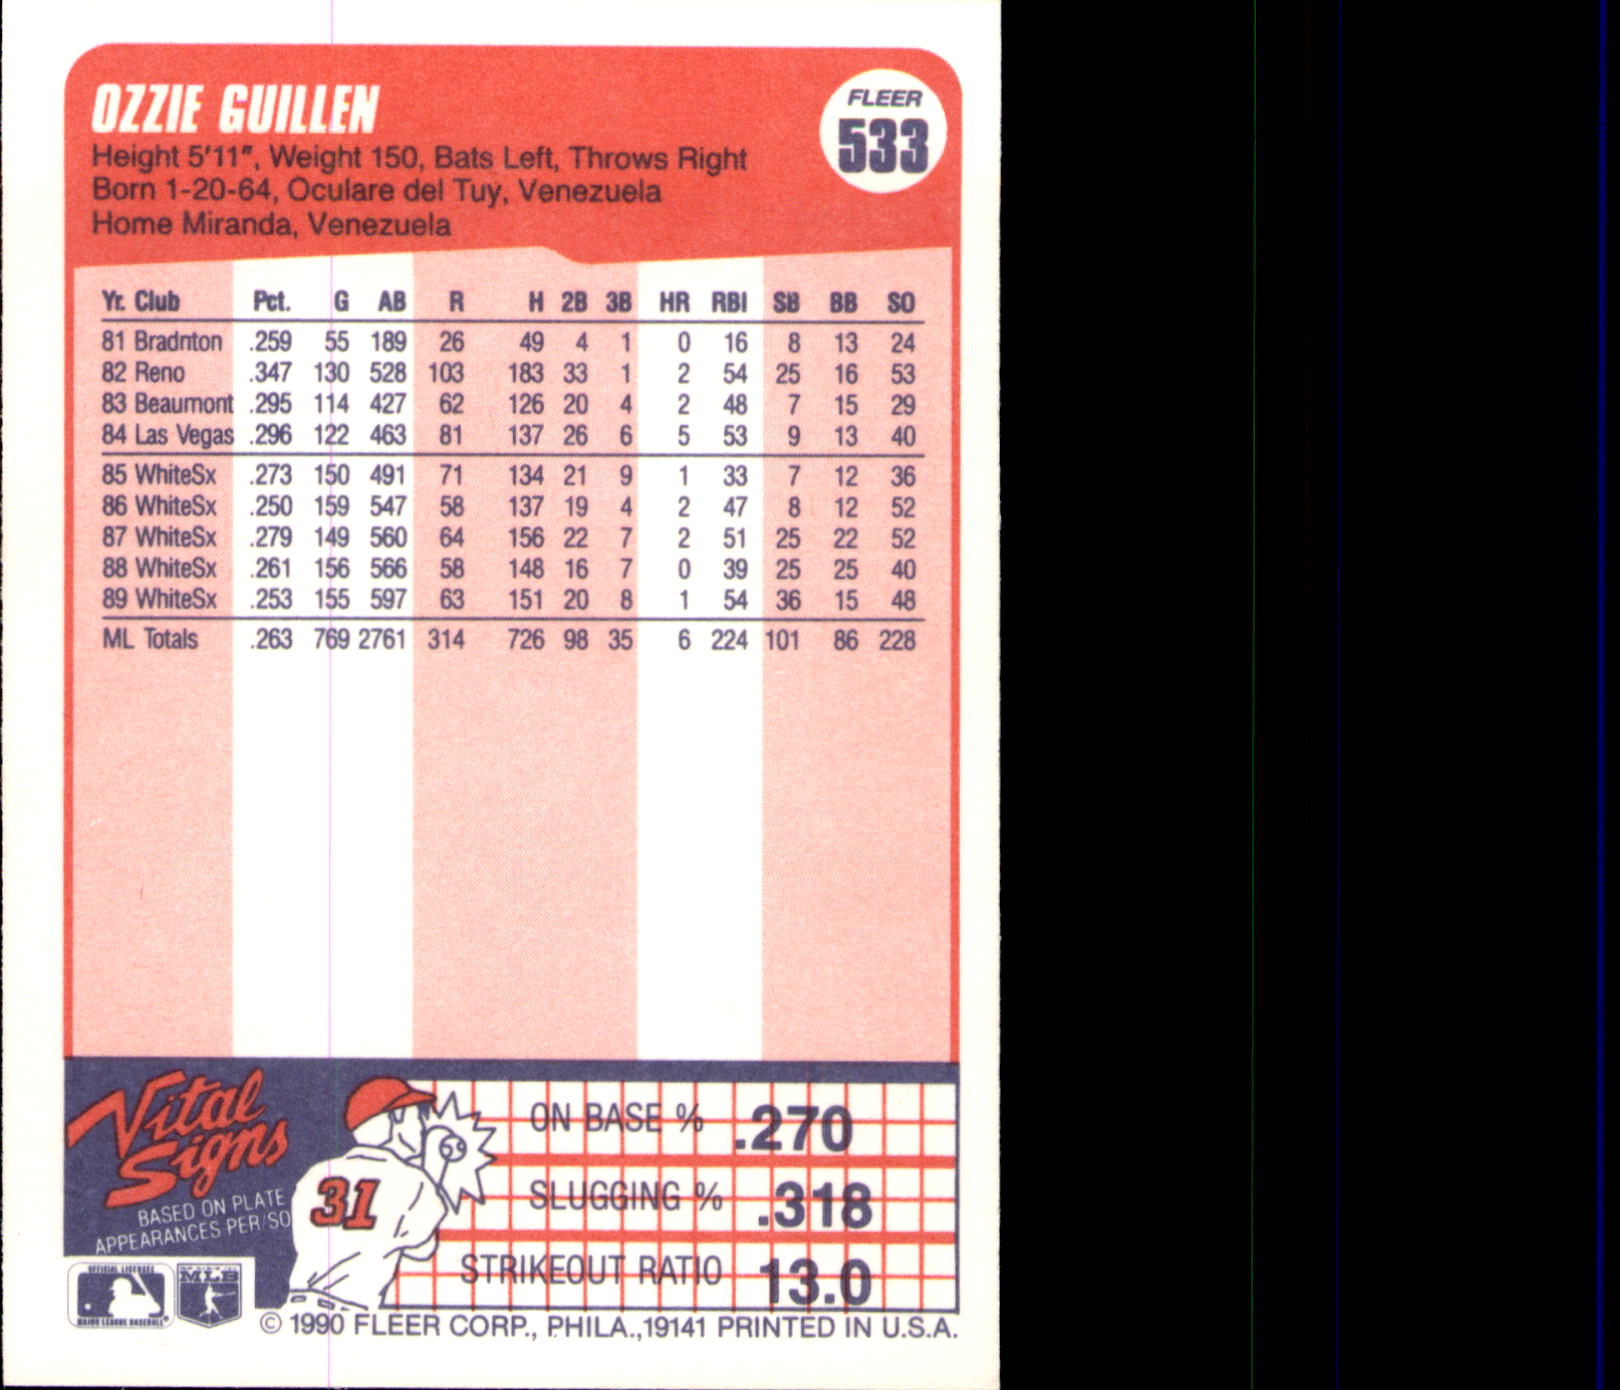 OZZIE GUILLEN
FLEER
533
Height 5'11", Weight 150, Bats Left, Throws Right
Born 1-20-64, Oculare del Tuy, Venezuela
Home Miranda, Venezuela
Yr. Club Pct. G AB R H 2B 3B HR RBI SB BB SO
81 Bradnton .259 55 189 26 49 4 1 0 16 8 13 24
82 Reno .347 130 528 103 183 33 1 2 54 25 16 53
83 Beaumont .295 114 427 62 126 20 4 2 48 7 15 29
84 Las Vegas .296 122 463 81 137 26 6 5 53 9 13 40
85 WhiteSx .273 150 491 71 134 21 9 1 33 7 12 36
86 WhiteSx .250 159 547 58 137 19 4 2 47 8 12 52
87 WhiteSx .279 149 560 64 156 22 7 2 51 25 22 52
88 WhiteSx .261 156 566 58 148 16 7 0 39 25 25 40
89 WhiteSx .253 155 597 63 151 20 8 1 54 36 15 48
ML Totals .263 769 2761 314 726 98 35 6 224 101 86 228
Vital
Signs
BASED ON PLATE
APPEARANCES PER/SO
31
ON BASE % .270
SLUGGING % .318
STRIKEOUT RATIO 13.0
OFFICIAL LICENSEE
MAJOR LEAGUE BASEBALL®
MLB
© 1990 FLEER CORP., PHILA.,19141 PRINTED IN U.S.A.